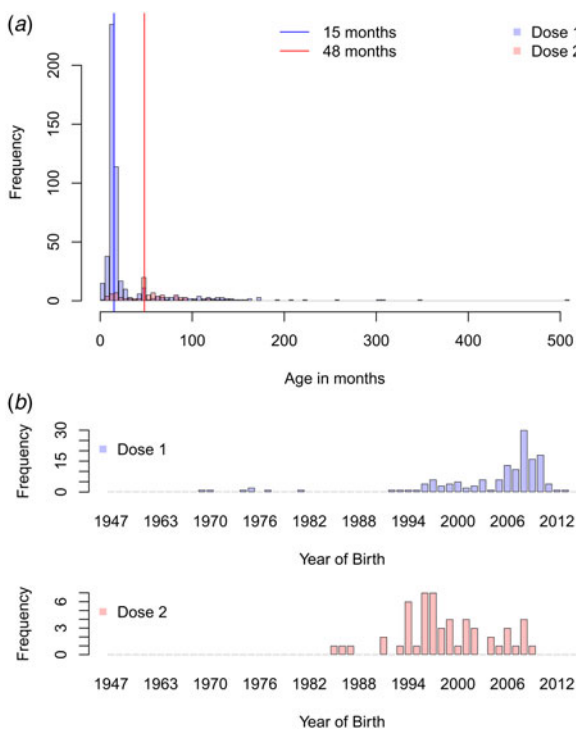 (a)
15 months
48 months
Dose 1
Dose 2
Frequency
200
150
100
50
0
0 100 200 300 400 500
Age in months
(b)
Dose 1
Frequency
30
15
0
1947 1963 1970 1976 1982 1988 1994 2000 2006 2012
Year of Birth
Dose 2
Frequency
6
3
0
1947 1963 1970 1976 1982 1988 1994 2000 2006 2012
Year of Birth